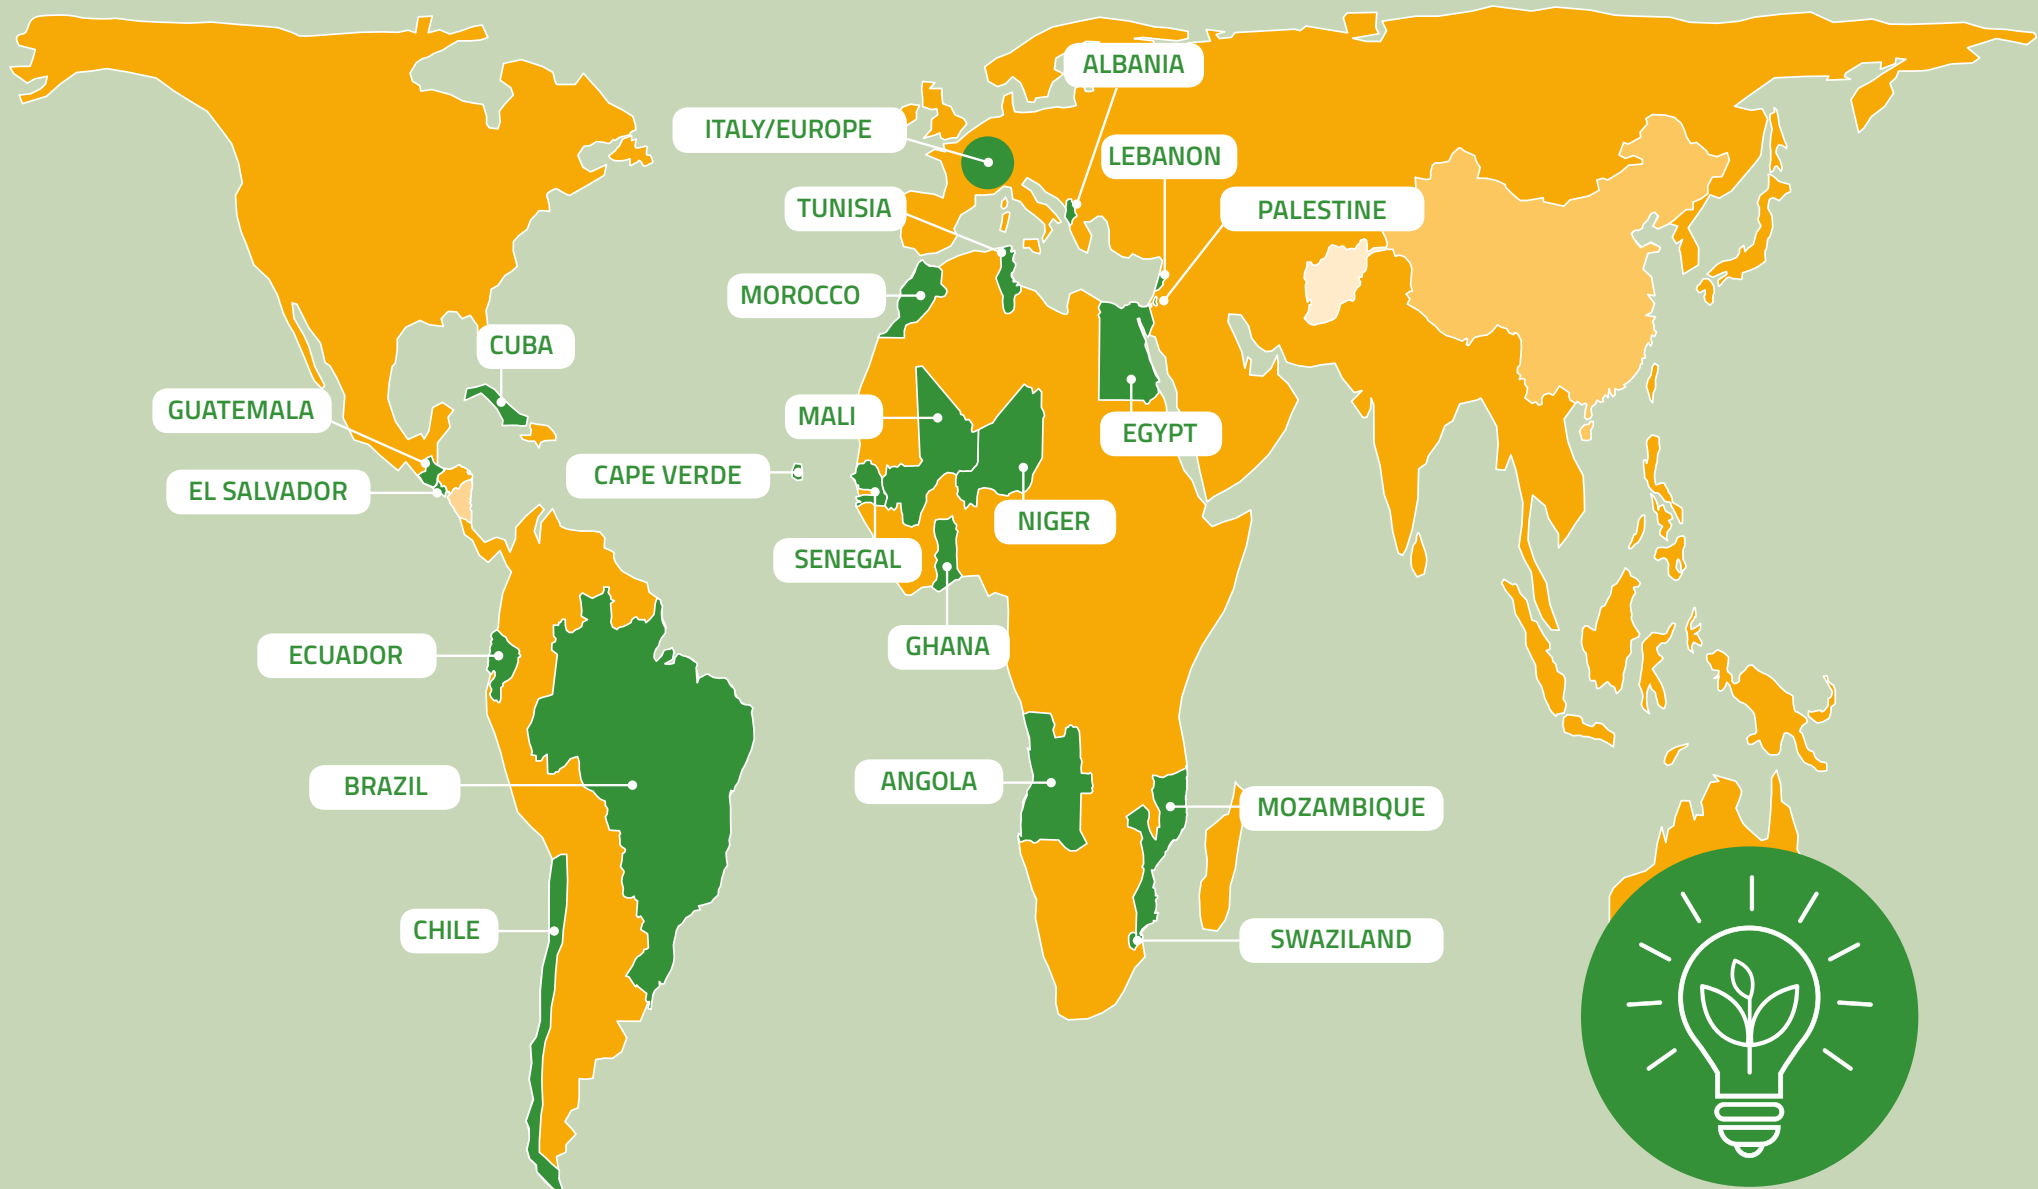 ALBANIA
ITALY/EUROPE
LEBANON
TUNISIA
PALESTINE
MOROCCO
CUBA
GUATEMALA
MALI
EGYPT
CAPE VERDE
EL SALVADOR
NIGER
SENEGAL
GHANA
ECUADOR
BRAZIL
ANGOLA
MOZAMBIQUE
CHILE
SWAZILAND